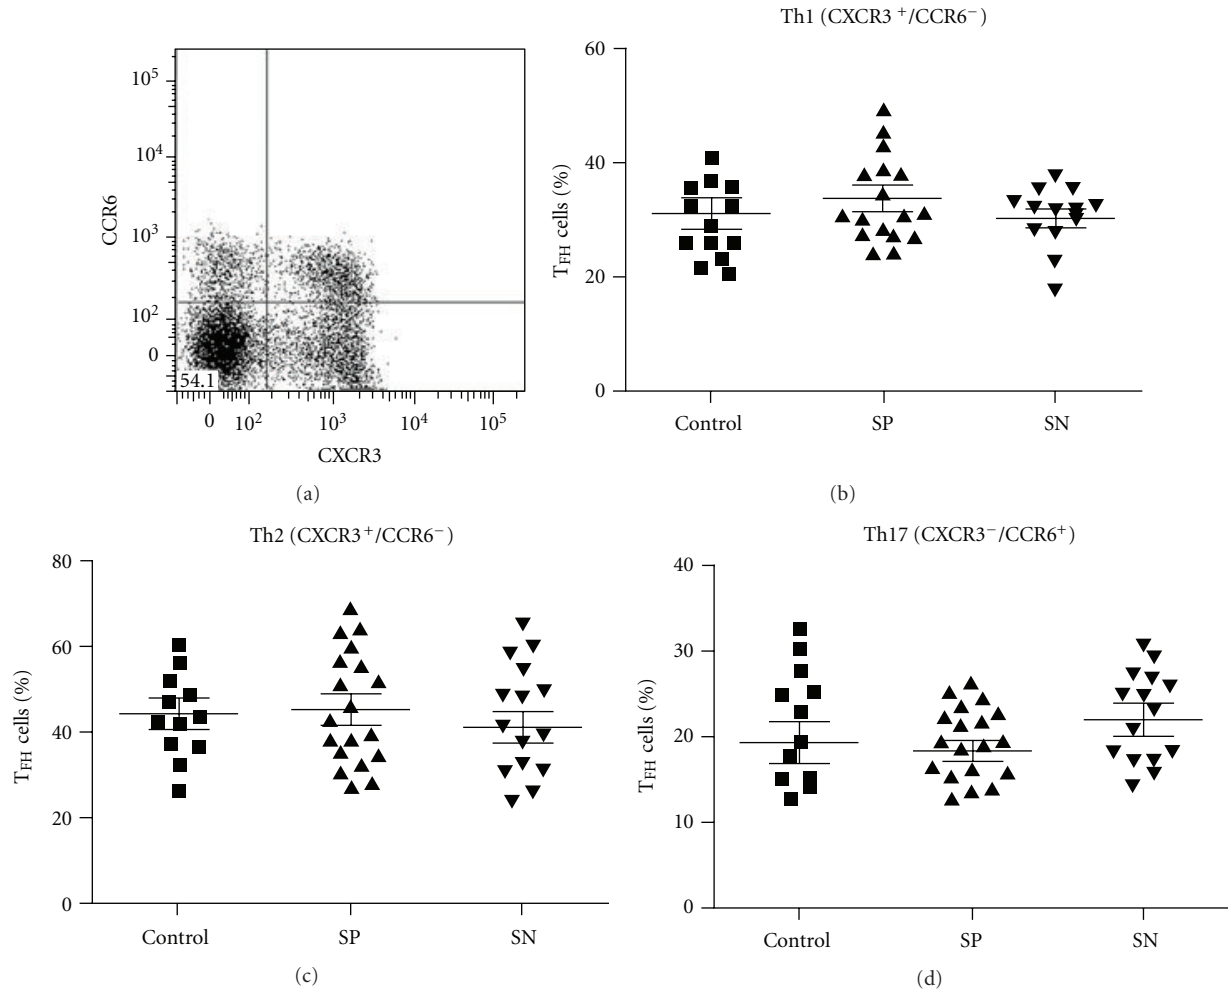 Th1 (CXCR3⁺/CCR6⁻)
10⁵
10⁴
10³
10²
0
CCR6
54.1
0 10² 10³ 10⁴ 10⁵
CXCR3
(a)
60
40
20
0
T_FH cells (%)
Control SP SN
(b)
Th2 (CXCR3⁺/CCR6⁻)
80
60
40
20
0
T_FH cells (%)
Control SP SN
(c)
Th17 (CXCR3⁻/CCR6⁺)
40
30
20
10
0
T_FH cells (%)
Control SP SN
(d)